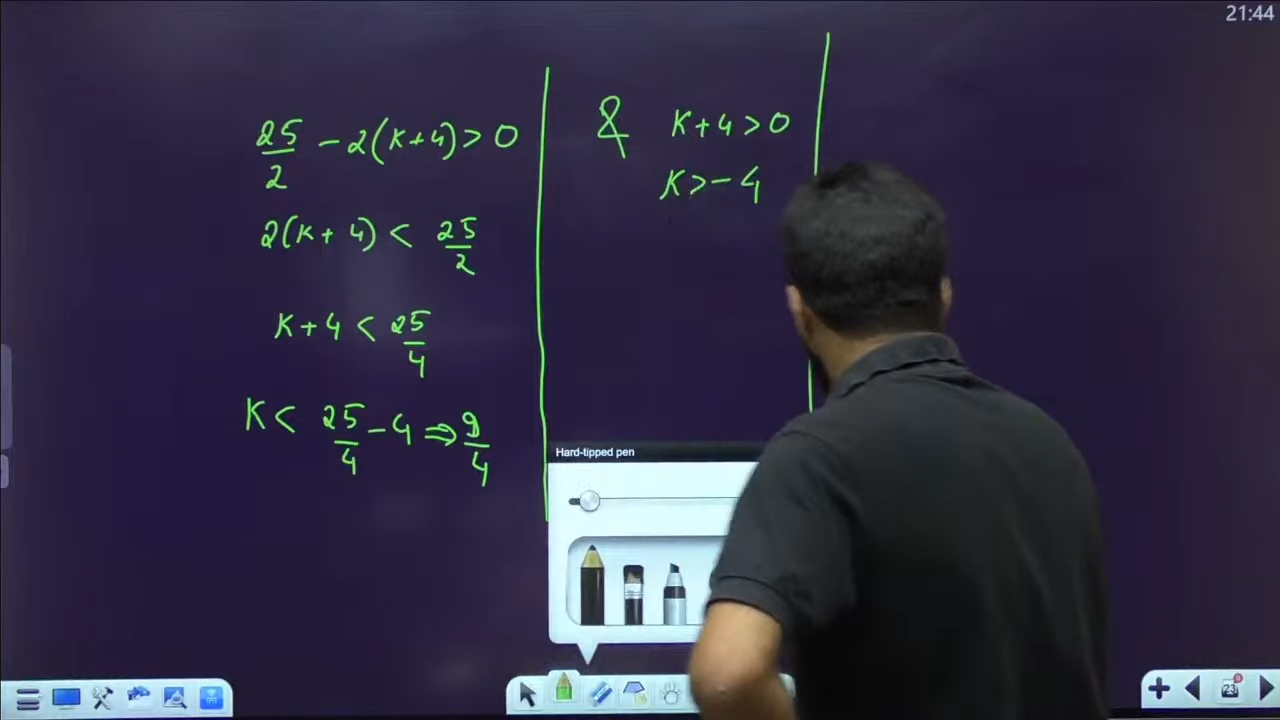 21:44
25/2 - 2(K+4) > 0
2(K+4) < 25/2
K+4 < 25/4
K < 25/4 - 4 ⇒ 9/4
& K+4 > 0
K > -4
Hard-tipped pen
23